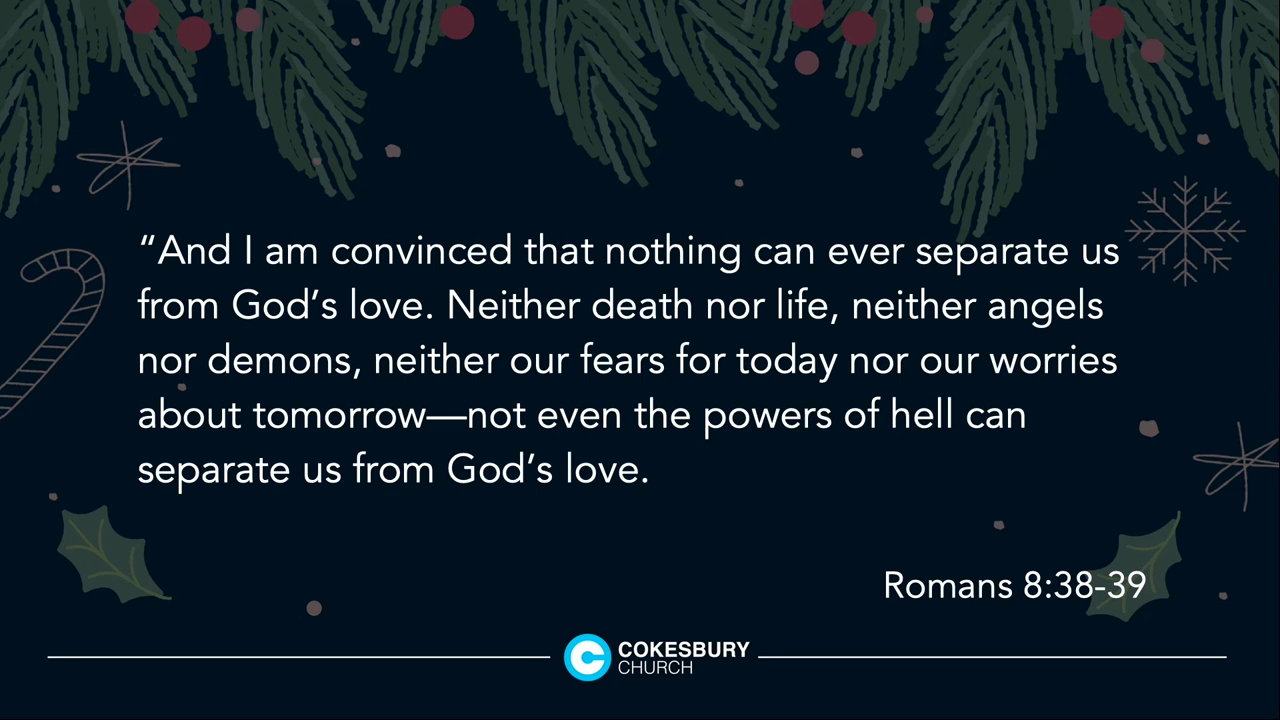 “And I am convinced that nothing can ever separate us
from God’s love. Neither death nor life, neither angels
nor demons, neither our fears for today nor our worries
about tomorrow—not even the powers of hell can
separate us from God’s love.
Romans 8:38-39
COKESBURY
CHURCH